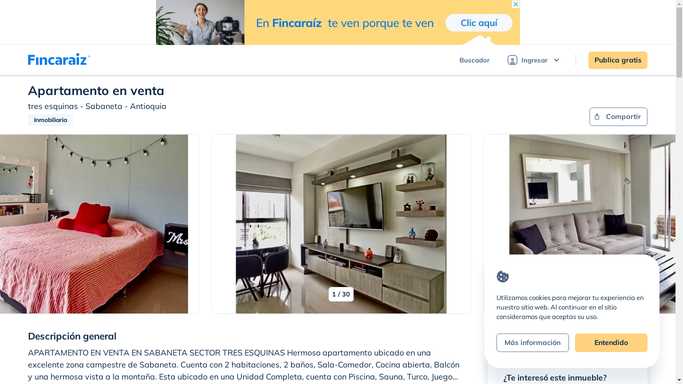 En Fincaraíz te ven porque te ven
Clic aquí
Fincaraiz
Buscador
Ingresar
Publica gratis
Apartamento en venta
tres esquinas - Sabaneta - Antioquia
Inmobiliaria
Compartir
1 / 30
Utilizamos cookies para mejorar tu experiencia en
nuestro sitio web. Al continuar en el sitio
consideramos que aceptas su uso.
Más información
Entendido
Descripción general
APARTAMENTO EN VENTA EN SABANETA SECTOR TRES ESQUINAS Hermoso apartamento ubicado en una
excelente zona campestre de Sabaneta. Cuenta con 2 habitaciones, 2 baños, Sala-Comedor, Cocina abierta, Balcón
y una hermosa vista a la montaña. Esta ubicado en una Unidad Completa, cuenta con Piscina, Sauna, Turco, Juego...
¿Te interesó este inmueble?